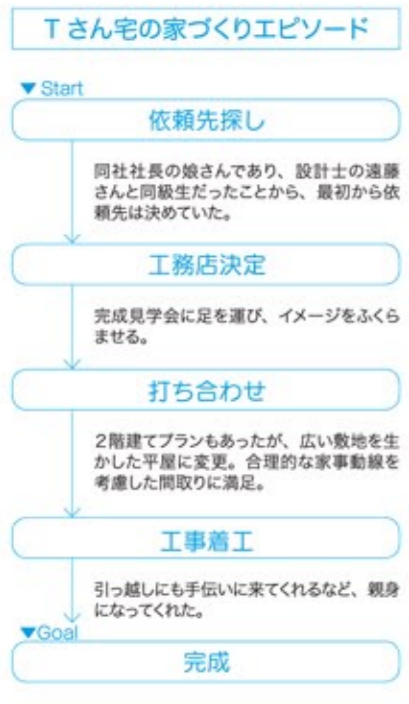 Tさん宅の家づくりエピソード
▼ Start
依頼先探し
同社社長の娘さんであり、設計士の遠藤
さんと同級生だったことから、最初から依
頼先は決めていた。
工務店決定
完成見学会に足を運び、イメージをふくら
ませる。
打ち合わせ
2階建てプランもあったが、広い敷地を生
かした平屋に変更。合理的な家事動線を
考慮した間取りに満足。
工事着工
引っ越しにも手伝いに来てくれるなど、親身
になってくれた。
▼Goal
完成